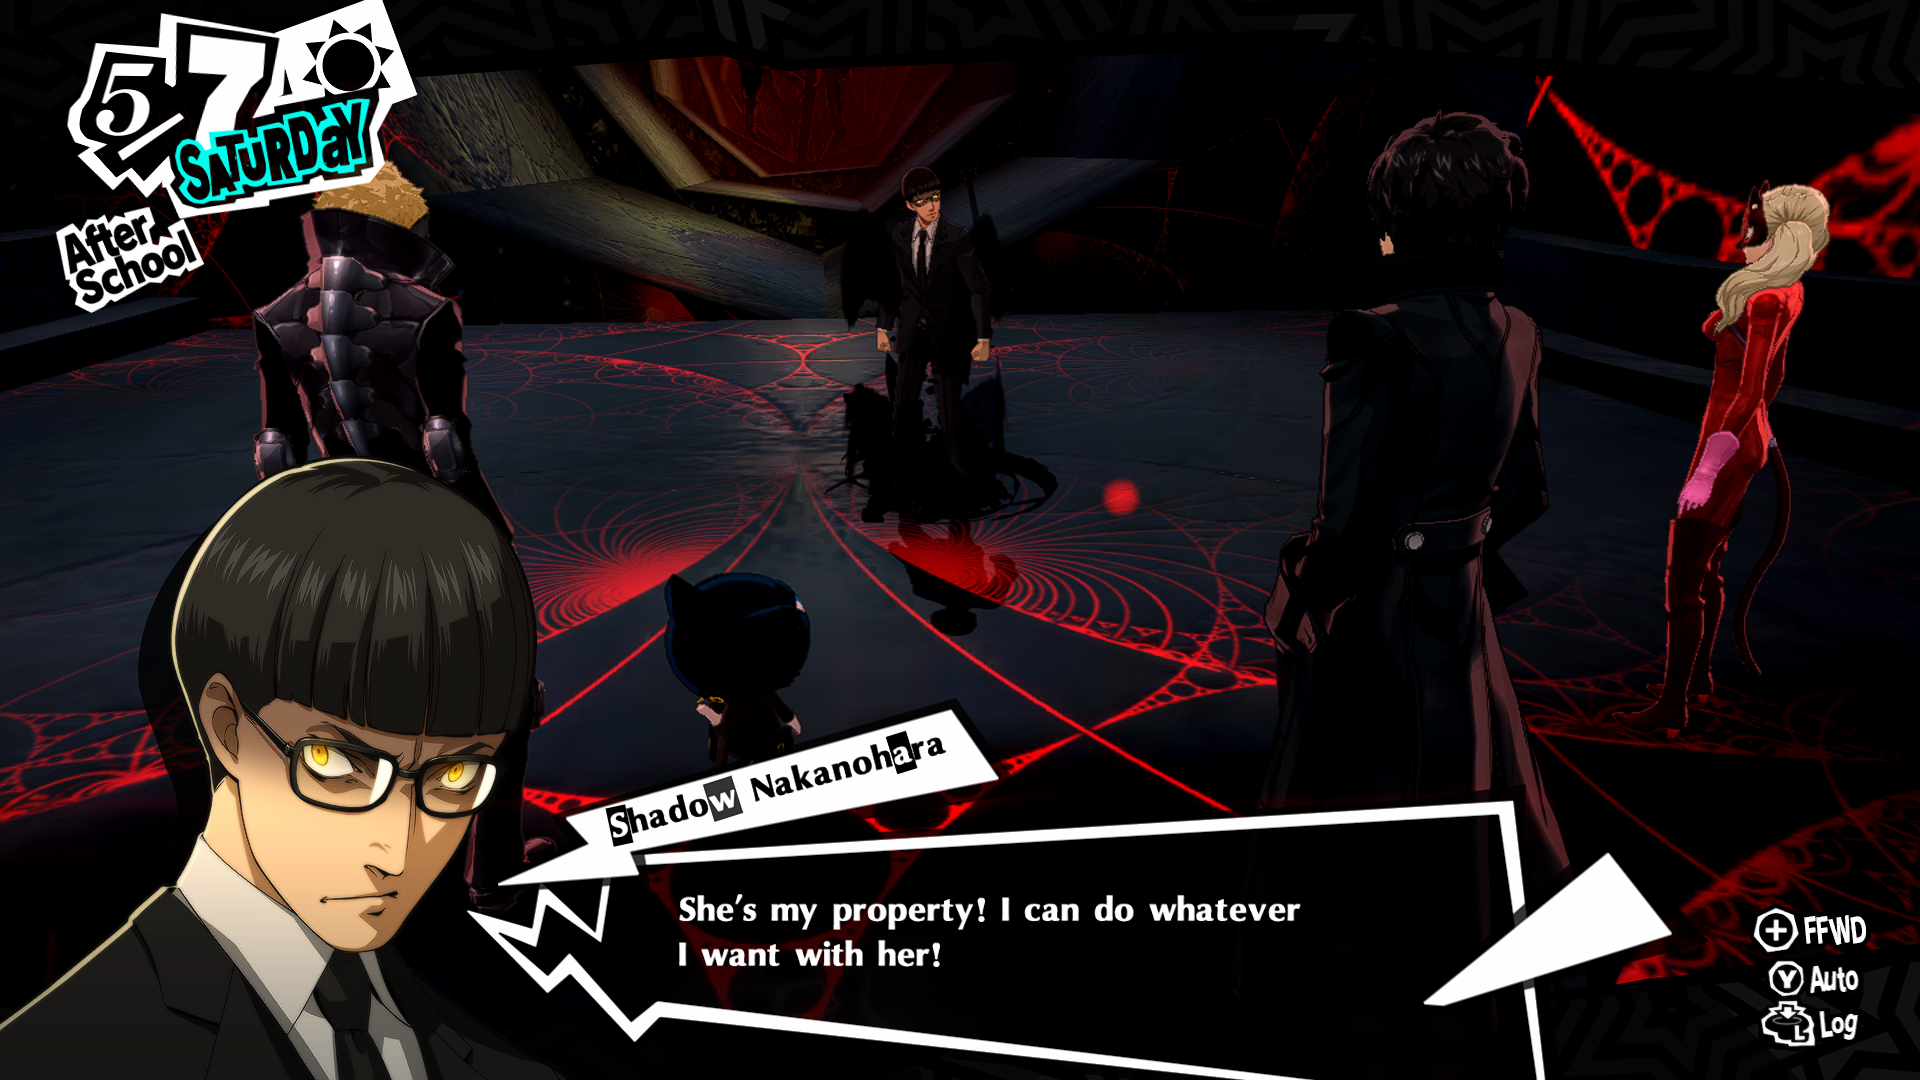 5/7
SATURDAY
After School
Shadow Nakanohara
She's my property! I can do whatever
I want with her!
+ FFWD
Y Auto
L Log